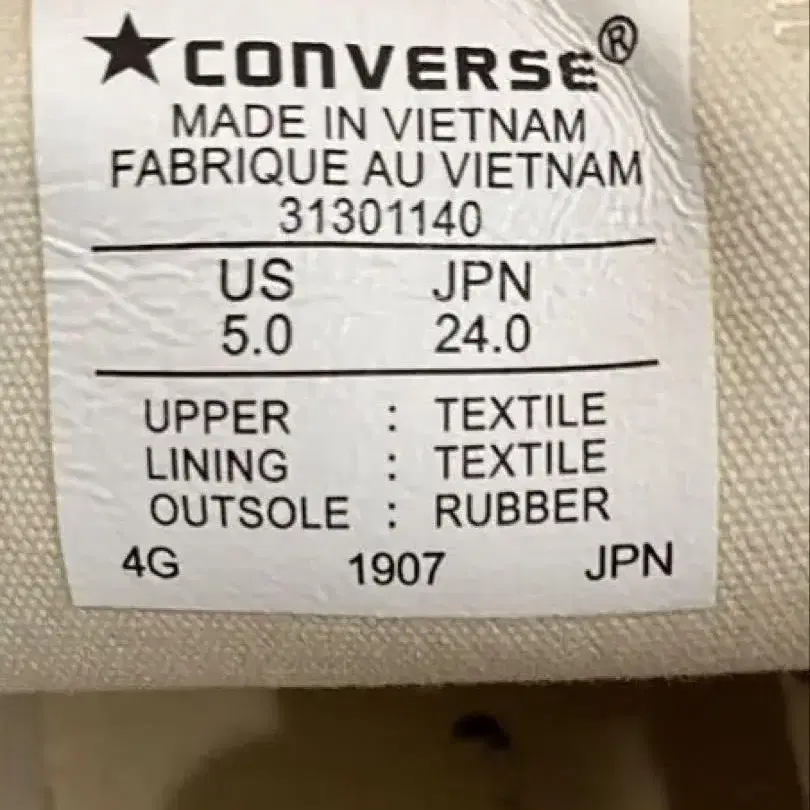 ★CONVERSE®
MADE IN VIETNAM
FABRIQUE AU VIETNAM
31301140
US JPN
5.0 24.0
UPPER : TEXTILE
LINING : TEXTILE
OUTSOLE : RUBBER
4G 1907 JPN